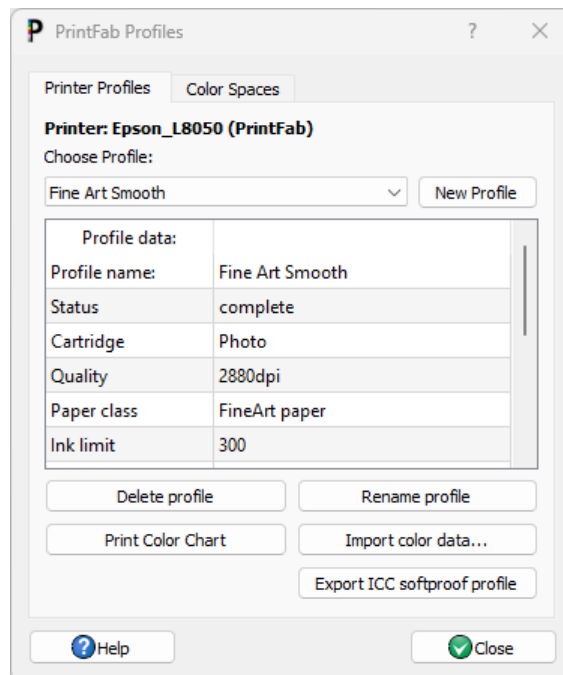 PrintFab Profiles
Printer Profiles Color Spaces
Printer: Epson_L8050 (PrintFab)
Choose Profile:
Fine Art Smooth New Profile
Profile data:
Profile name: Fine Art Smooth
Status complete
Cartridge Photo
Quality 2880dpi
Paper class FineArt paper
Ink limit 300
Delete profile Rename profile
Print Color Chart Import color data...
Export ICC softproof profile
Help Close